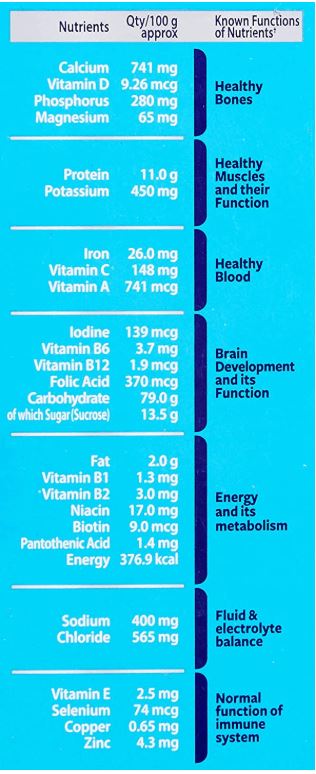 Nutrients Qty/100 g approx Known Functions of Nutrients†
Calcium 741 mg
Vitamin D 9.26 mcg
Phosphorus 280 mg
Magnesium 65 mg
Healthy
Bones
Protein 11.0 g
Potassium 450 mg
Healthy
Muscles
and their
Function
Iron 26.0 mg
Vitamin C 148 mg
Vitamin A 741 mcg
Healthy
Blood
Iodine 139 mcg
Vitamin B6 3.7 mg
Vitamin B12 1.9 mcg
Folic Acid 370 mcg
Carbohydrate 79.0 g
of which Sugar (Sucrose) 13.5 g
Brain
Development
and its
Function
Fat 2.0 g
Vitamin B1 1.3 mg
Vitamin B2 3.0 mg
Niacin 17.0 mg
Biotin 9.0 mcg
Pantothenic Acid 1.4 mg
Energy 376.9 kcal
Energy
and its
metabolism
Sodium 400 mg
Chloride 565 mg
Fluid &
electrolyte
balance
Vitamin E 2.5 mg
Selenium 74 mcg
Copper 0.65 mg
Zinc 4.3 mg
Normal
function of
immune
system